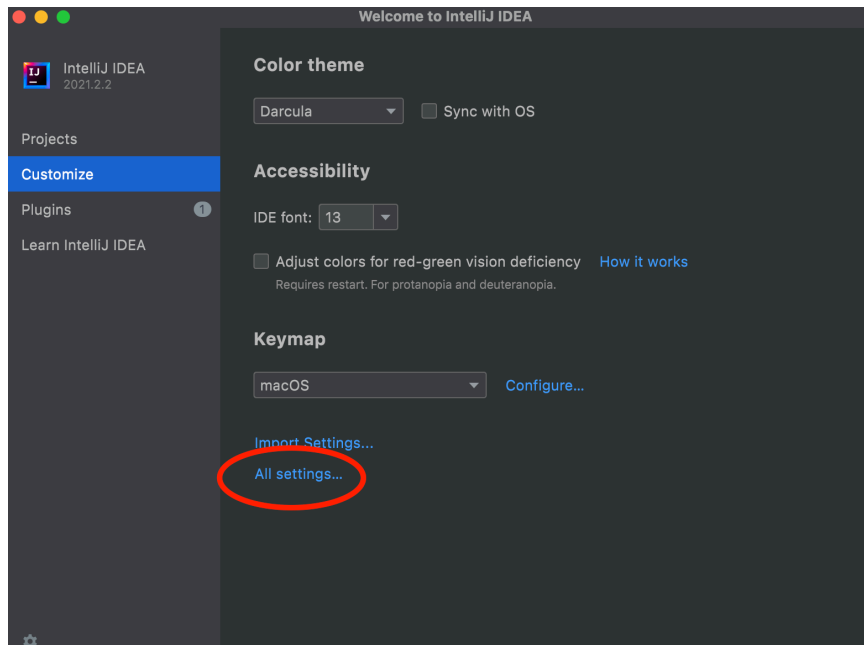 Welcome to IntelliJ IDEA
IJ
IntelliJ IDEA
2021.2.2
Projects
Customize
Plugins
1
Learn IntelliJ IDEA
Color theme
Darcula
Sync with OS
Accessibility
IDE font: 13
Adjust colors for red-green vision deficiency How it works
Requires restart. For protanopia and deuteranopia.
Keymap
macOS
Configure...
Import Settings...
All settings...